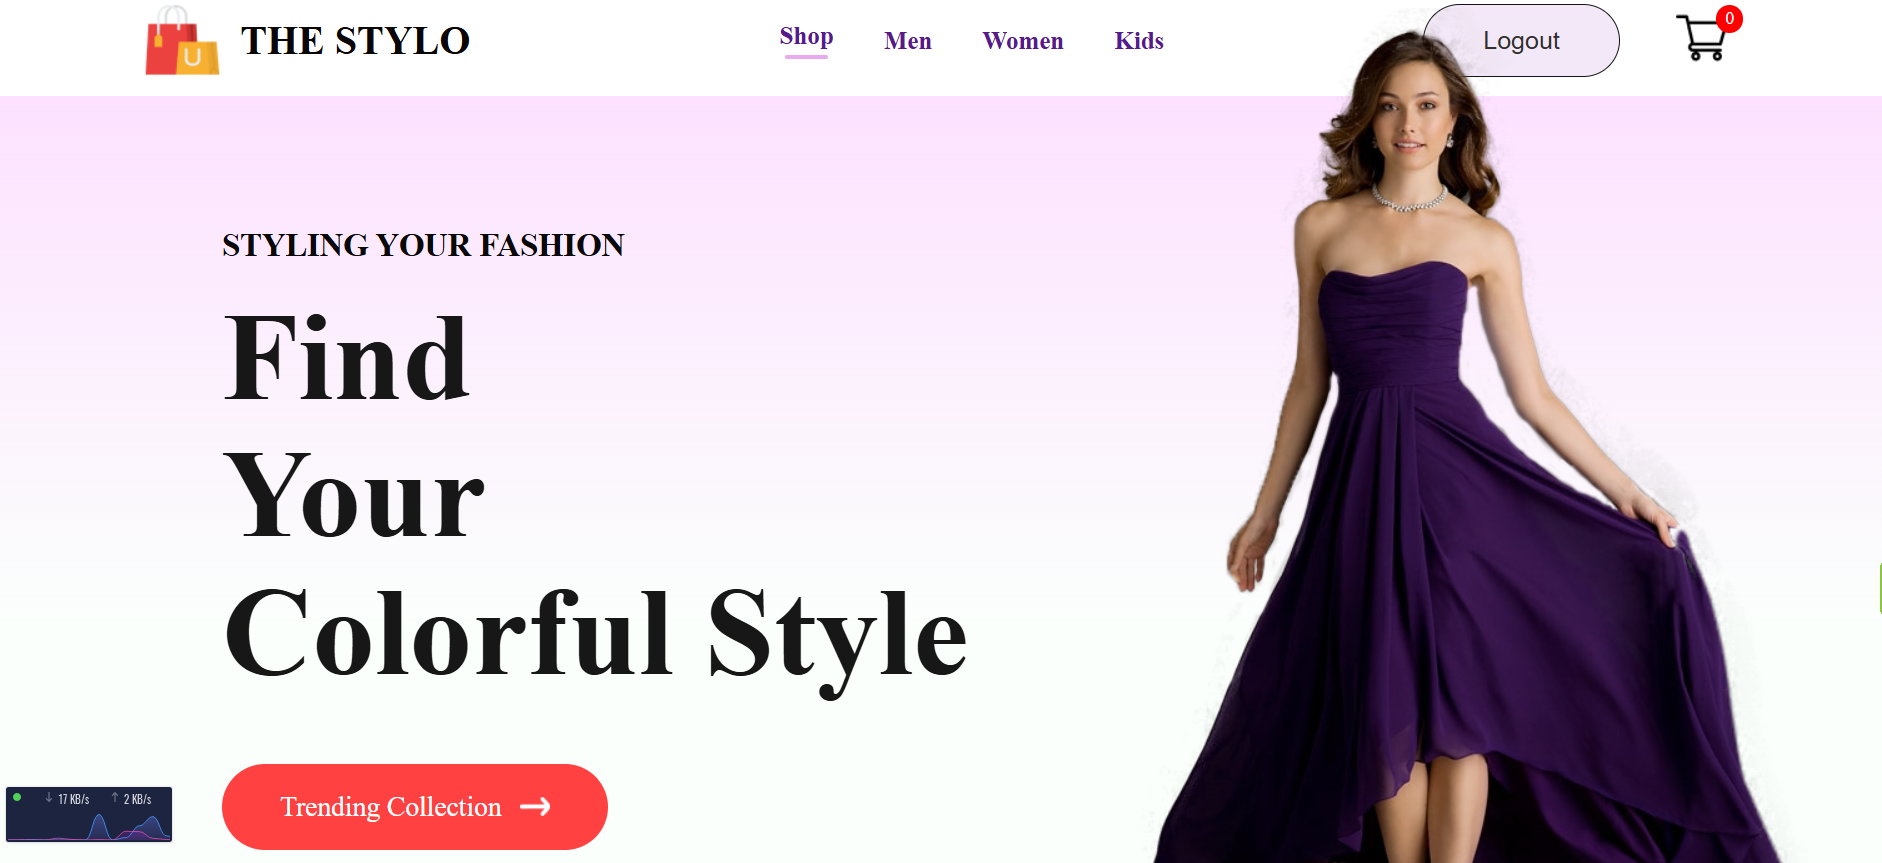 THE STYLO
Shop Men Women Kids
Logout
0
STYLING YOUR FASHION
Find
Your
Colorful Style
Trending Collection →
↓ 17 KB/s ↑ 2 KB/s
U